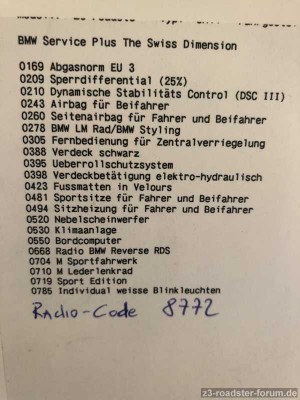 BMW Service Plus The Swiss Dimension
0169 Abgasnorm EU 3
0209 Sperrdifferential (25%)
0210 Dynamische Stabilitäts Control (DSC III)
0243 Airbag für Beifahrer
0260 Seitenairbag für Fahrer und Beifahrer
0278 BMW LM Rad/BMW Styling
0305 Fernbedienung für Zentralverriegelung
0388 Verdeck schwarz
0395 Ueberrollschutzsystem
0398 Verdeckbetätigung elektro-hydraulisch
0423 Fussmatten in Velours
0481 Sportsitze für Fahrer und Beifahrer
0494 Sitzheizung für Fahrer und Beifahrer
0520 Nebelscheinwerfer
0530 Klimaanlage
0550 Bordcomputer
0668 Radio BMW Reverse RDS
0704 M Sportfahrwerk
0710 M Lederlenkrad
0719 Sport Edition
0785 Individual weisse Blinkleuchten
Radio-Code 8772
z3-roadster-forum.de